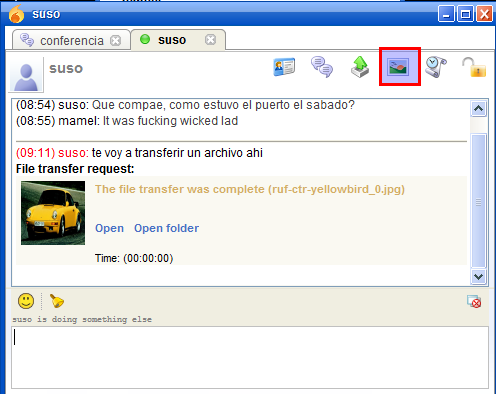 suso
conferencia
suso
suso
(08:54) suso: Que compae, como estuvo el puerto el sabado?
(08:55) mamel: It was fucking wicked lad
(09:11) suso: te voy a transferir un archivo ahi
File transfer request:
The file transfer was complete (ruf-ctr-yellowbird_0.jpg)
Open Open folder
Time: (00:00:00)
suso is doing something else